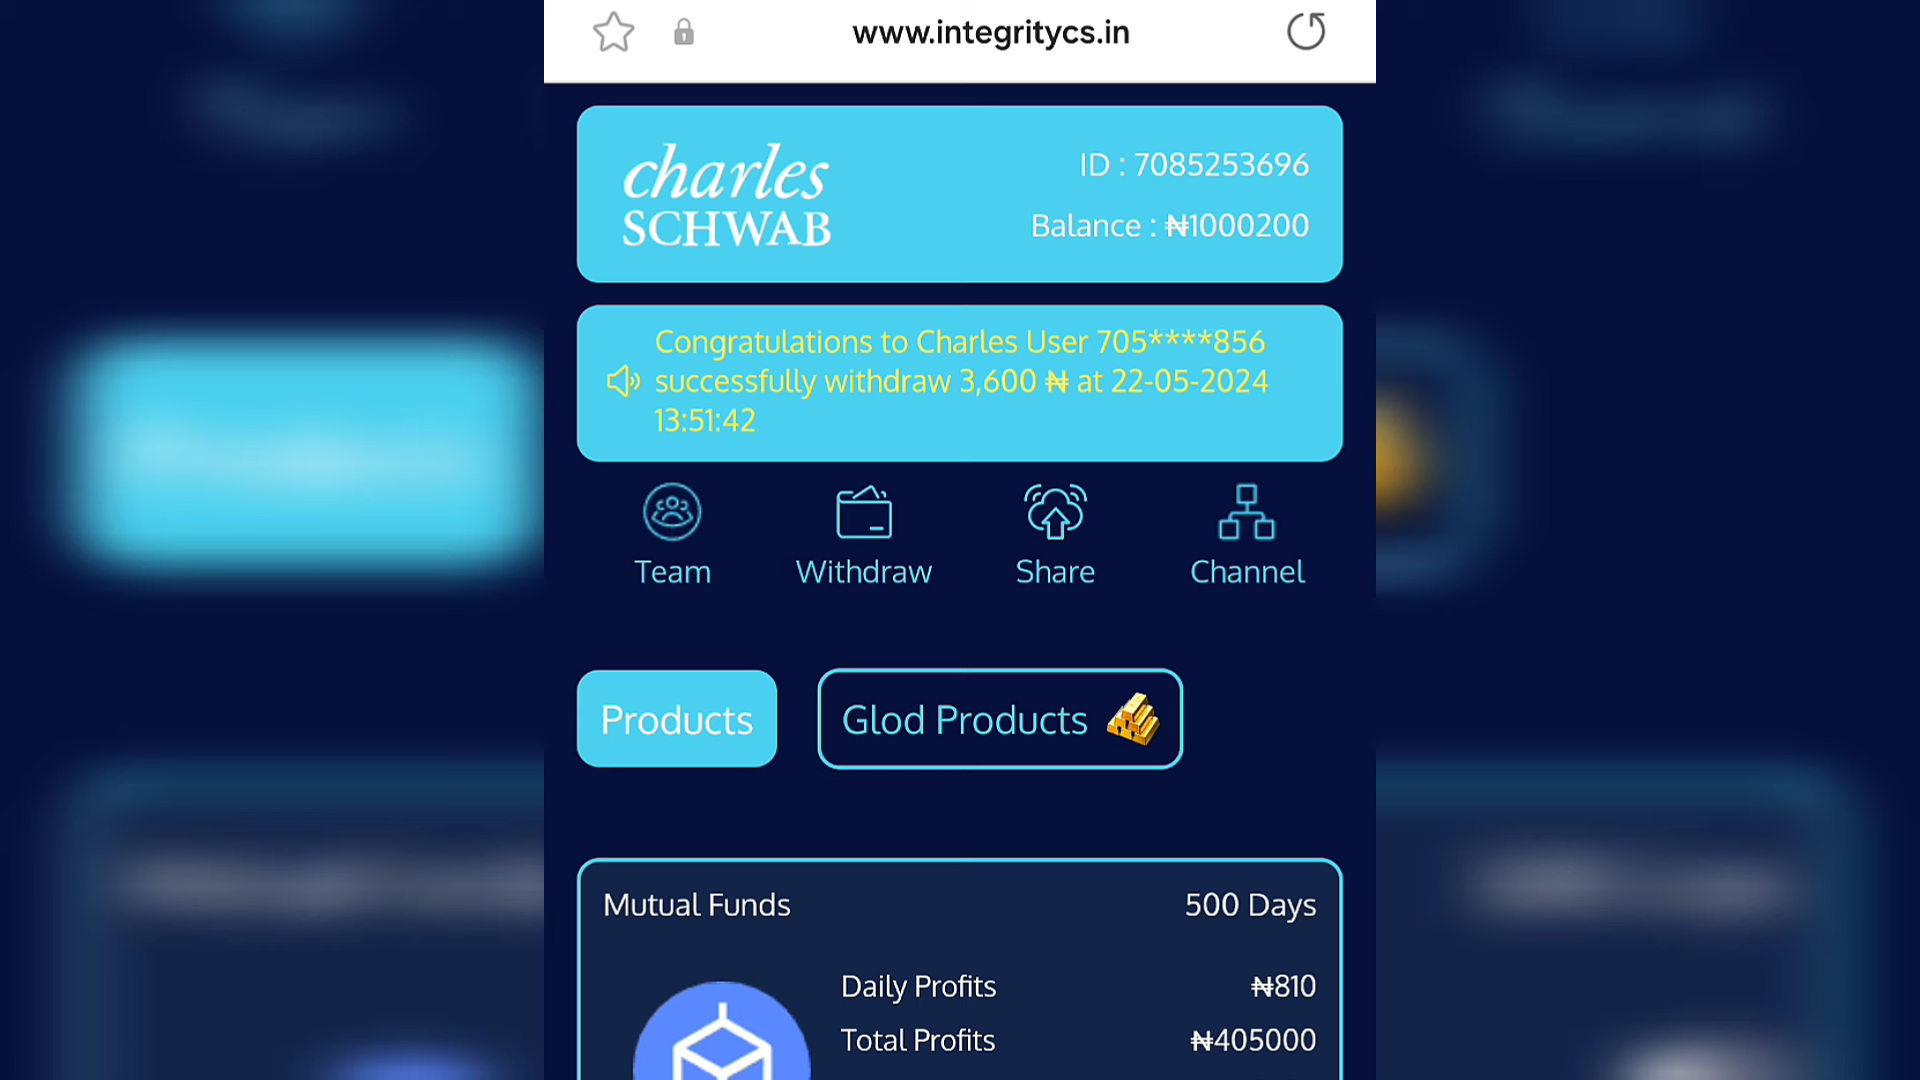 www.integritycs.in
charles
SCHWAB
ID : 7085253696
Balance : ₦1000200
Congratulations to Charles User 705****856
successfully withdraw 3,600 ₦ at 22-05-2024
13:51:42
Team
Withdraw
Share
Channel
Products
Glod Products
Mutual Funds
500 Days
Daily Profits
₦810
Total Profits
₦405000